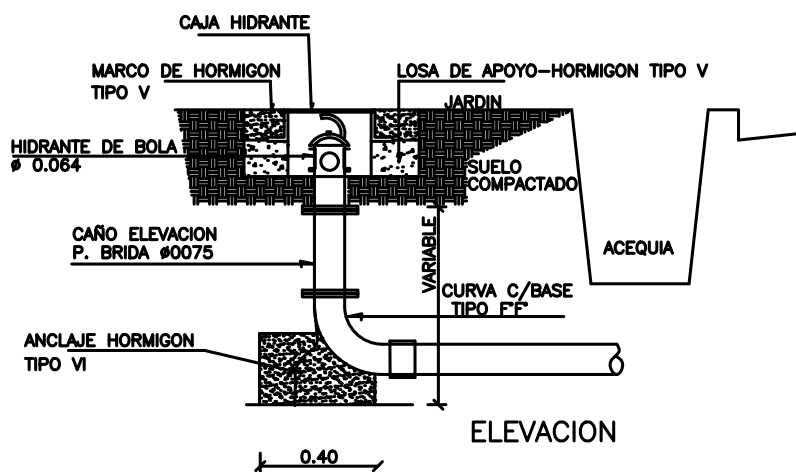 CAJA HIDRANTE
MARCO DE HORMIGON
TIPO V
LOSA DE APOYO-HORMIGON TIPO V
JARDIN
HIDRANTE DE BOLA
ø 0.064
SUELO
COMPACTADO
CAÑO ELEVACION
P. BRIDA ø0075
VARIABLE
ACEQUIA
CURVA C/BASE
TIPO F'F'
ANCLAJE HORMIGON
TIPO VI
ELEVACION
0.40